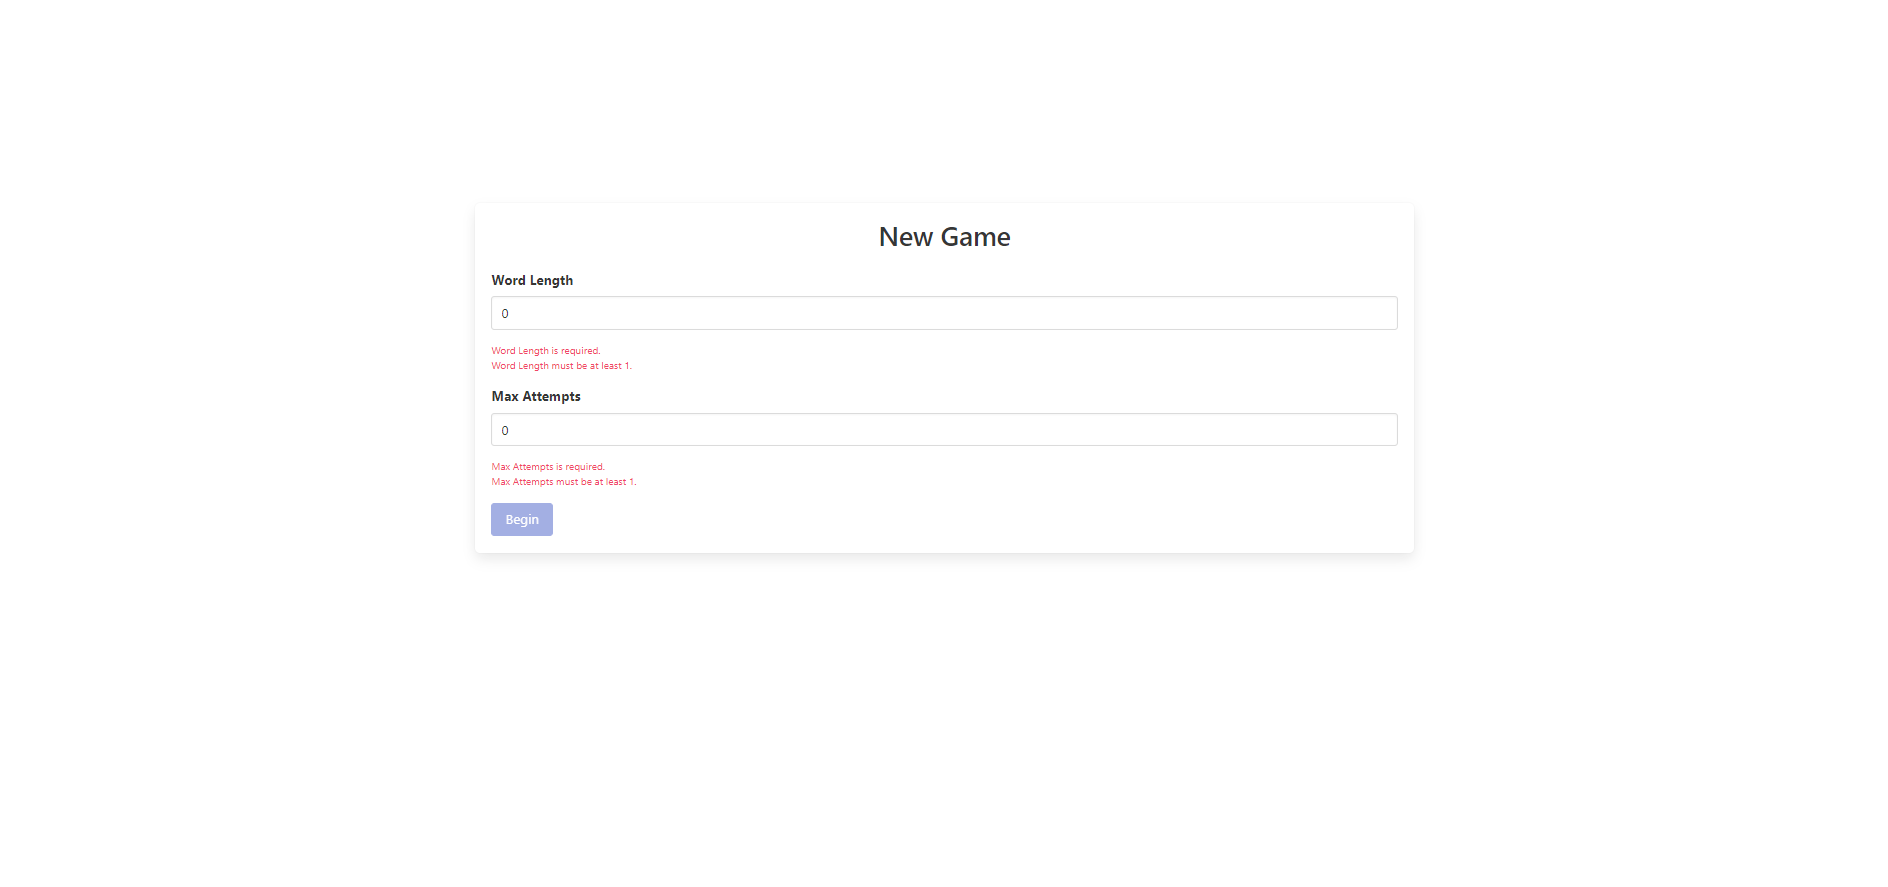 New Game
Word Length
0
Word Length is required.
Word Length must be at least 1.
Max Attempts
0
Max Attempts is required.
Max Attempts must be at least 1.
Begin